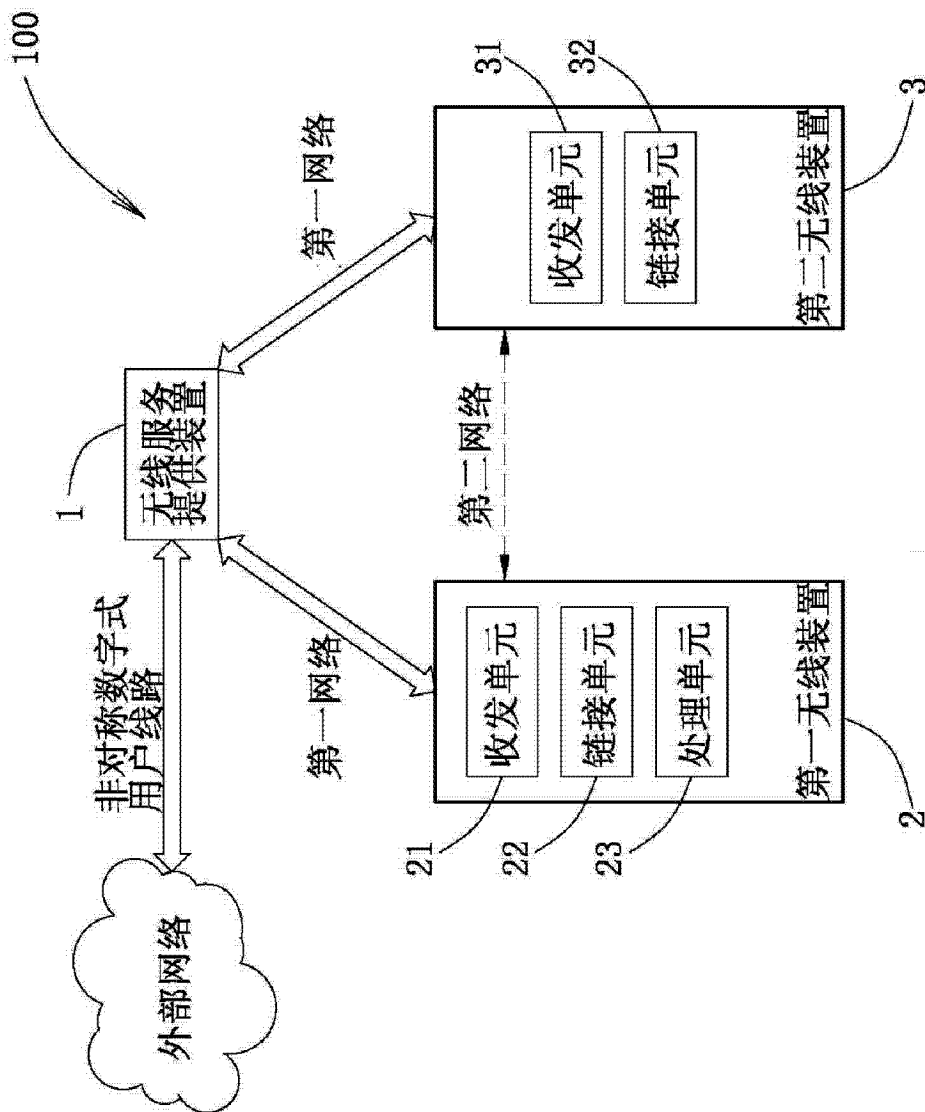 100
外部网络
非对称数字式
用户线路
1
无线服务
提供装置
第一网络
第一网络
第二网络
21
收发单元
22
链接单元
23
处理单元
第一无线装置
2
31
收发单元
32
链接单元
第二无线装置
3